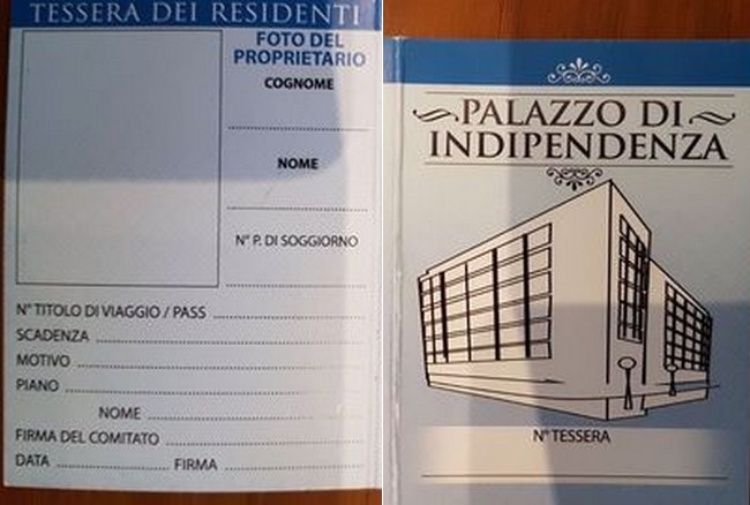 TESSERA DEI RESIDENTI
FOTO DEL
PROPRIETARIO
COGNOME
NOME
N° P. DI SOGGIORNO
N° TITOLO DI VIAGGIO / PASS
SCADENZA
MOTIVO
PIANO
NOME
FIRMA DEL COMITATO
DATA FIRMA
PALAZZO DI
INDIPENDENZA
N° TESSERA